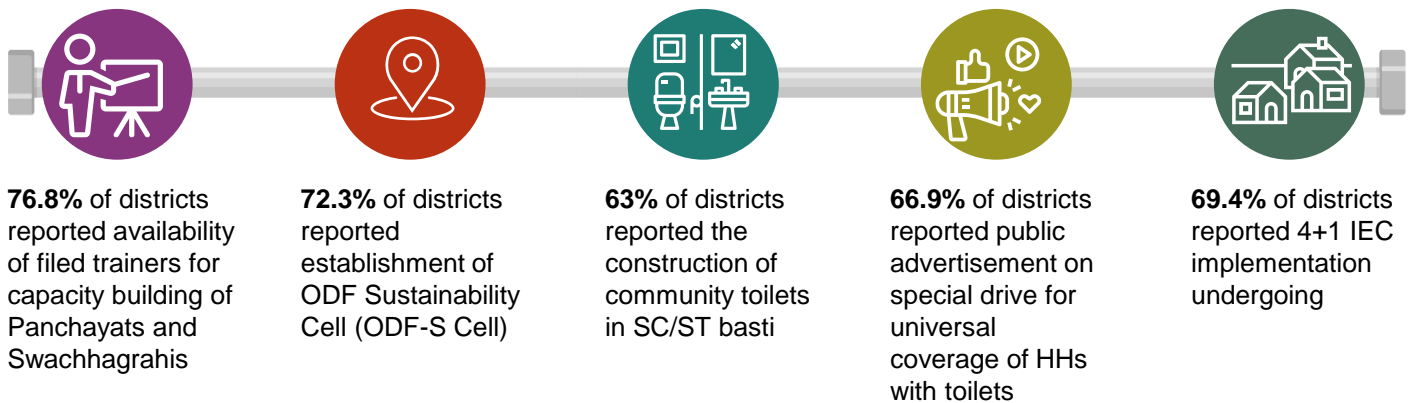 76.8% of districts
reported availability
of filed trainers for
capacity building of
Panchayats and
Swachhagrahis
72.3% of districts
reported
establishment of
ODF Sustainability
Cell (ODF-S Cell)
63% of districts
reported the
construction of
community toilets
in SC/ST basti
66.9% of districts
reported public
advertisement on
special drive for
universal
coverage of HHs
with toilets
69.4% of districts
reported 4+1 IEC
implementation
undergoing